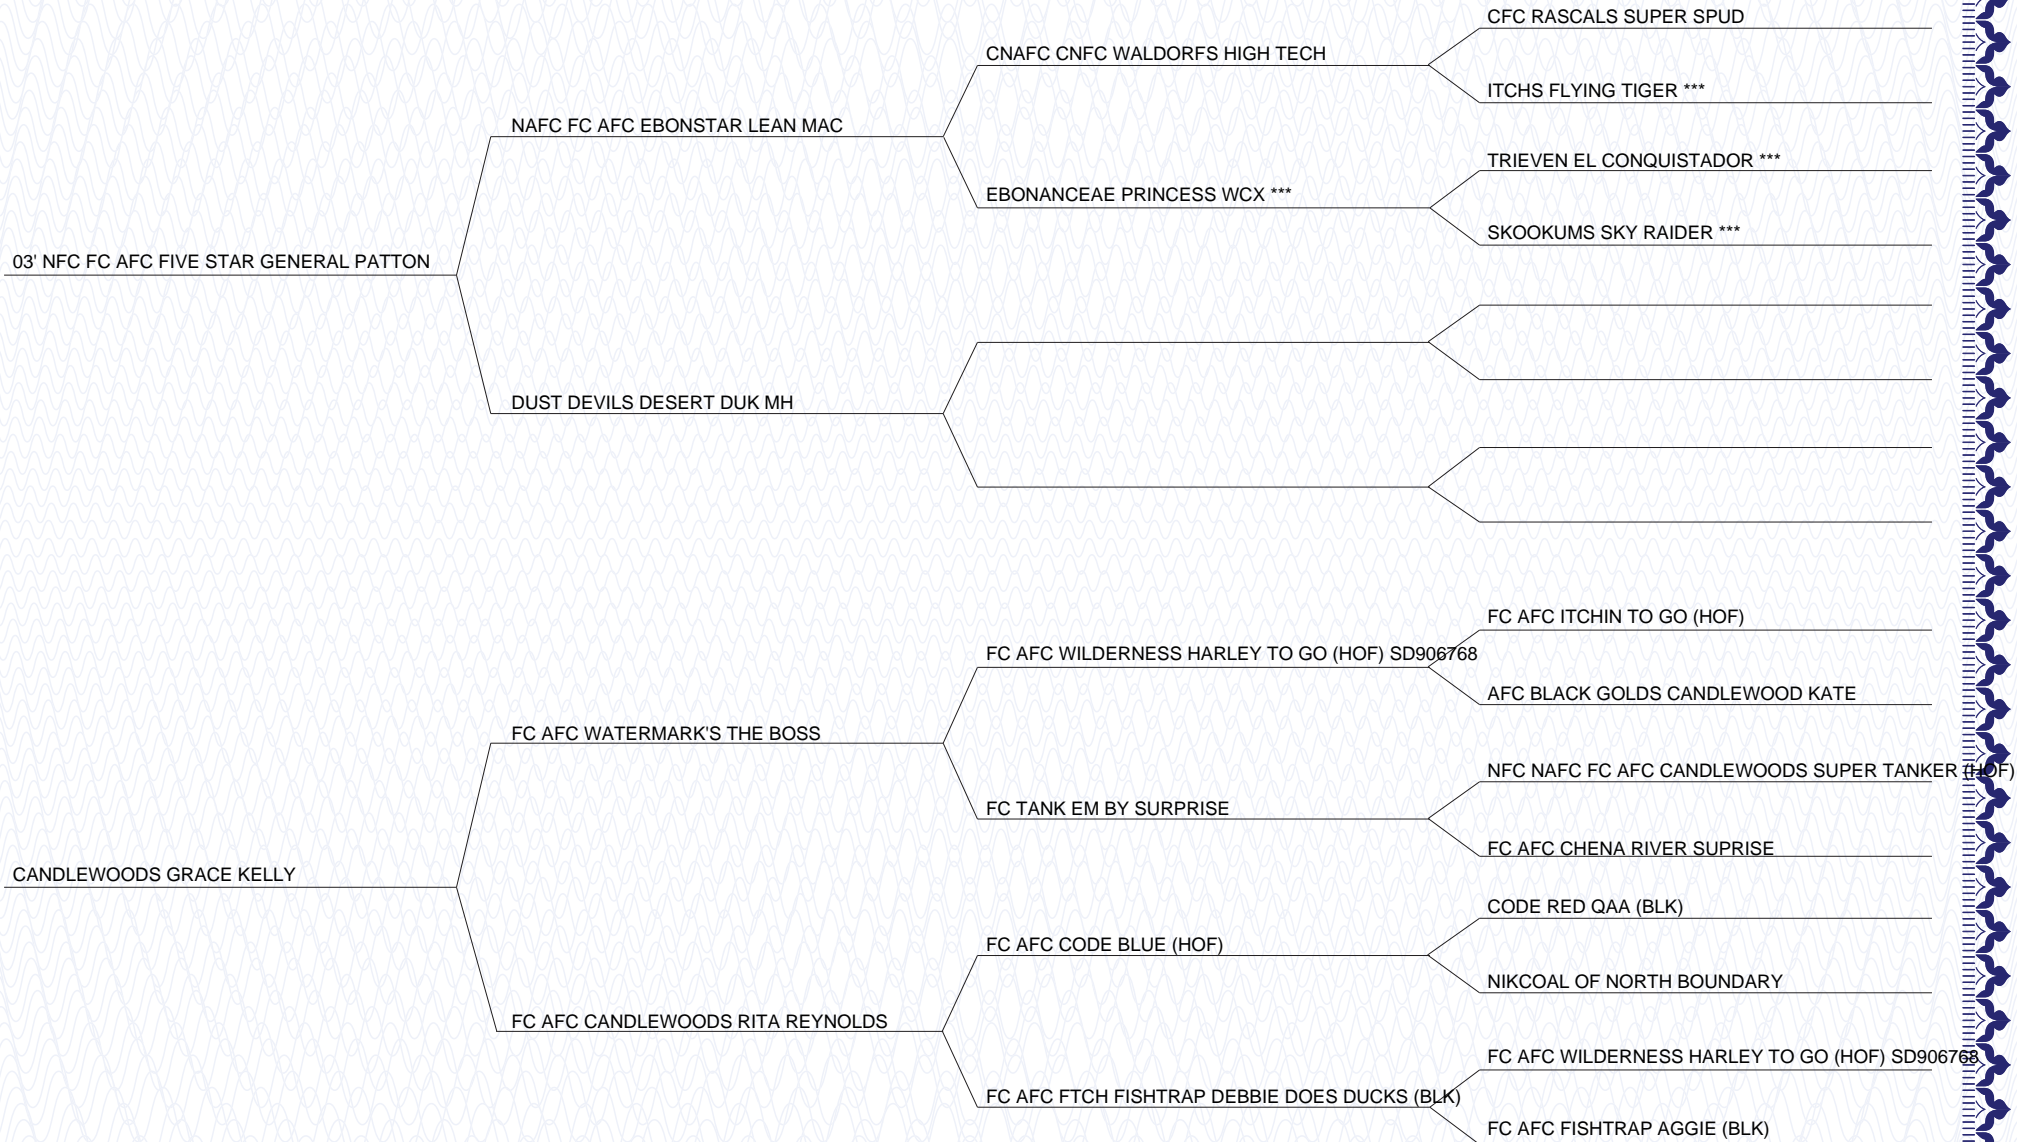 CFC RASCALS SUPER SPUD
CNAFC CNFC WALDORFS HIGH TECH
ITCHS FLYING TIGER ***
NAFC FC AFC EBONSTAR LEAN MAC
TRIEVEN EL CONQUISTADOR ***
EBONANCEAE PRINCESS WCX ***
SKOOKUMS SKY RAIDER ***
03' NFC FC AFC FIVE STAR GENERAL PATTON
DUST DEVILS DESERT DUK MH
FC AFC ITCHIN TO GO (HOF)
FC AFC WILDERNESS HARLEY TO GO (HOF) SD906768
AFC BLACK GOLDS CANDLEWOOD KATE
FC AFC WATERMARK'S THE BOSS
NFC NAFC FC AFC CANDLEWOODS SUPER TANKER (HOF)
FC TANK EM BY SURPRISE
FC AFC CHENA RIVER SUPRISE
CANDLEWOODS GRACE KELLY
CODE RED QAA (BLK)
FC AFC CODE BLUE (HOF)
NIKCOAL OF NORTH BOUNDARY
FC AFC CANDLEWOODS RITA REYNOLDS
FC AFC WILDERNESS HARLEY TO GO (HOF) SD906768
FC AFC FTCH FISHTRAP DEBBIE DOES DUCKS (BLK)
FC AFC FISHTRAP AGGIE (BLK)